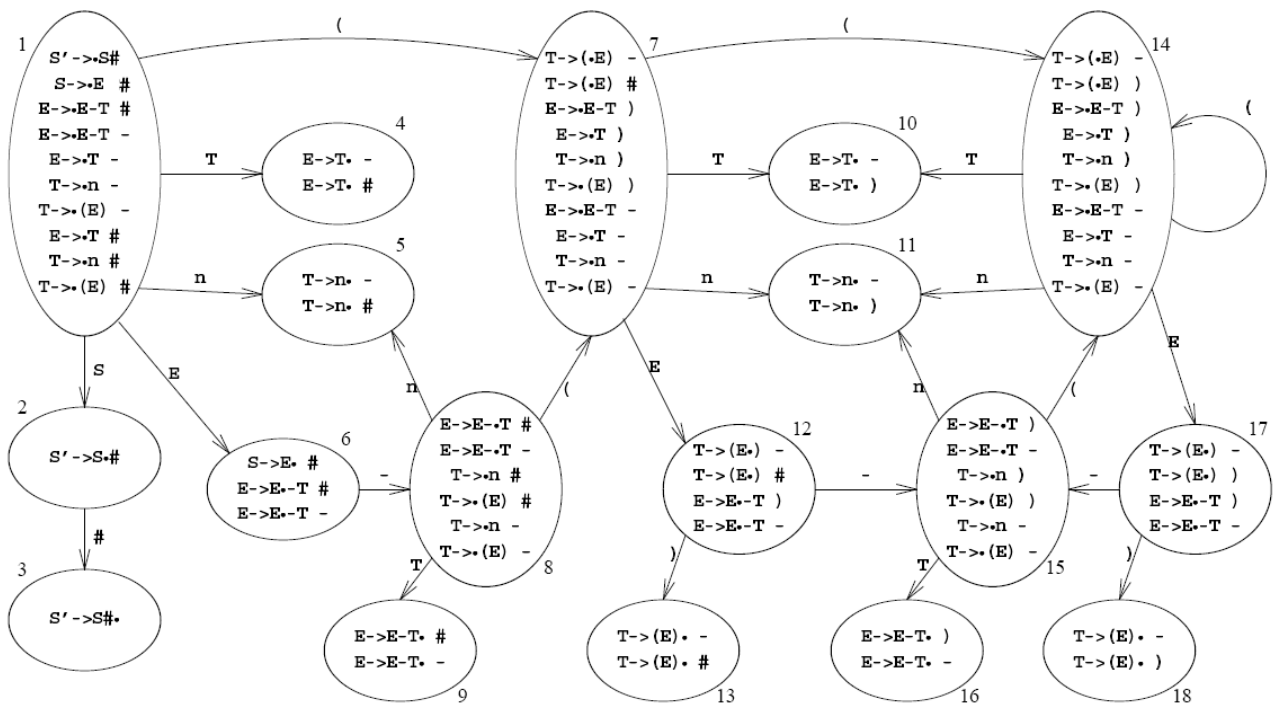 1
S'->•S#
S->•E #
E->•E-T #
E->•E-T -
E->•T -
T->•n -
T->•(E) -
E->•T #
T->•n #
T->•(E) #
(
7
T->(•E) -
T->(•E) #
E->•E-T )
E->•T )
T->•n )
T->•(E) )
E->•E-T -
E->•T -
T->•n -
T->•(E) -
(
14
T->(•E) -
T->(•E) )
E->•E-T )
E->•T )
T->•n )
T->•(E) )
E->•E-T -
E->•T -
T->•n -
T->•(E) -
(
T
4
E->T• -
E->T• #
T
10
E->T• -
E->T• )
T
n
5
T->n• -
T->n• #
n
11
T->n• -
T->n• )
n
S
E
n
(
E
n
(
E
2
S'->S•#
6
S->E• #
E->E•-T #
E->E•-T -
-
E->E-•T #
E->E-•T -
T->•n #
T->•(E) #
T->•n -
T->•(E) -
8
12
T->(E•) -
T->(E•) #
E->E•-T )
E->E•-T -
-
E->E-•T )
E->E-•T -
T->•n )
T->•(E) )
T->•n -
T->•(E) -
15
-
17
T->(E•) -
T->(E•) )
E->E•-T )
E->E•-T -
#
T
)
T
)
3
S'->S#•
E->E-T• #
E->E-T• -
9
T->(E)• -
T->(E)• #
13
E->E-T• )
E->E-T• -
16
T->(E)• -
T->(E)• )
18